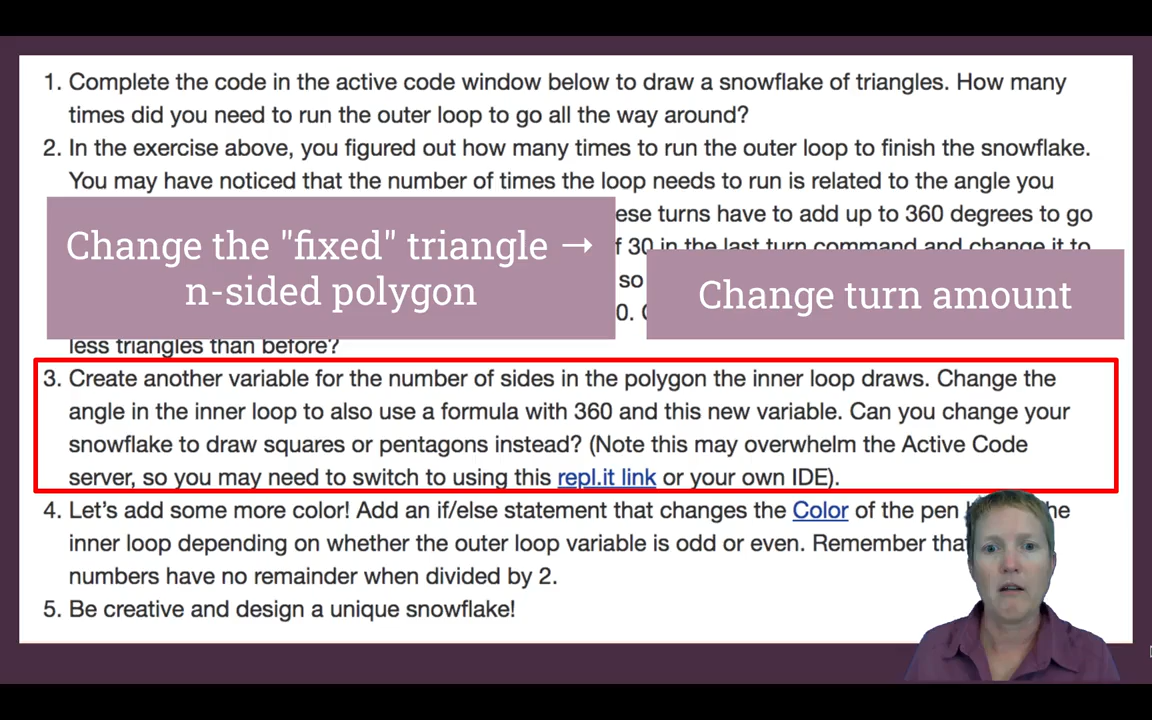 1. Complete the code in the active code window below to draw a snowflake of triangles. How many
times did you need to run the outer loop to go all the way around?
2. In the exercise above, you figured out how many times to run the outer loop to finish the snowflake.
You may have noticed that the number of times the loop needs to run is related to the angle you
ese turns have to add up to 360 degrees to go
Change the "fixed" triangle →
n-sided polygon
30 in the last turn command and change it to
so
Change turn amount
0.
less triangles than before?
3. Create another variable for the number of sides in the polygon the inner loop draws. Change the
angle in the inner loop to also use a formula with 360 and this new variable. Can you change your
snowflake to draw squares or pentagons instead? (Note this may overwhelm the Active Code
server, so you may need to switch to using this repl.it link or your own IDE).
4. Let's add some more color! Add an if/else statement that changes the Color of the pen he
inner loop depending on whether the outer loop variable is odd or even. Remember that
numbers have no remainder when divided by 2.
5. Be creative and design a unique snowflake!